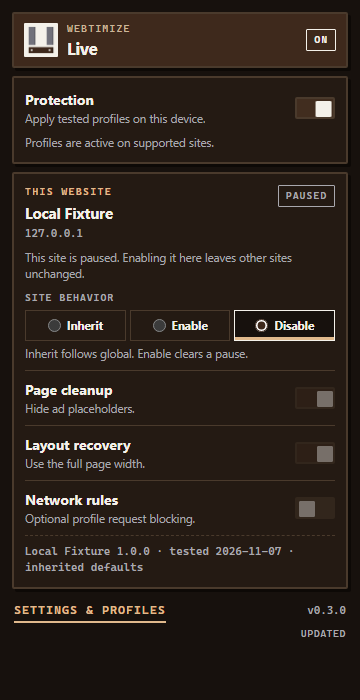 WEBTIMIZE
Live
ON
Protection
Apply tested profiles on this device.
Profiles are active on supported sites.
THIS WEBSITE
PAUSED
Local Fixture
127.0.0.1
This site is paused. Enabling it here leaves other sites
unchanged.
SITE BEHAVIOR
Inherit
Enable
Disable
Inherit follows global. Enable clears a pause.
Page cleanup
Hide ad placeholders.
Layout recovery
Use the full page width.
Network rules
Optional profile request blocking.
Local Fixture 1.0.0 · tested 2026-11-07 ·
inherited defaults
SETTINGS & PROFILES
v0.3.0
UPDATED